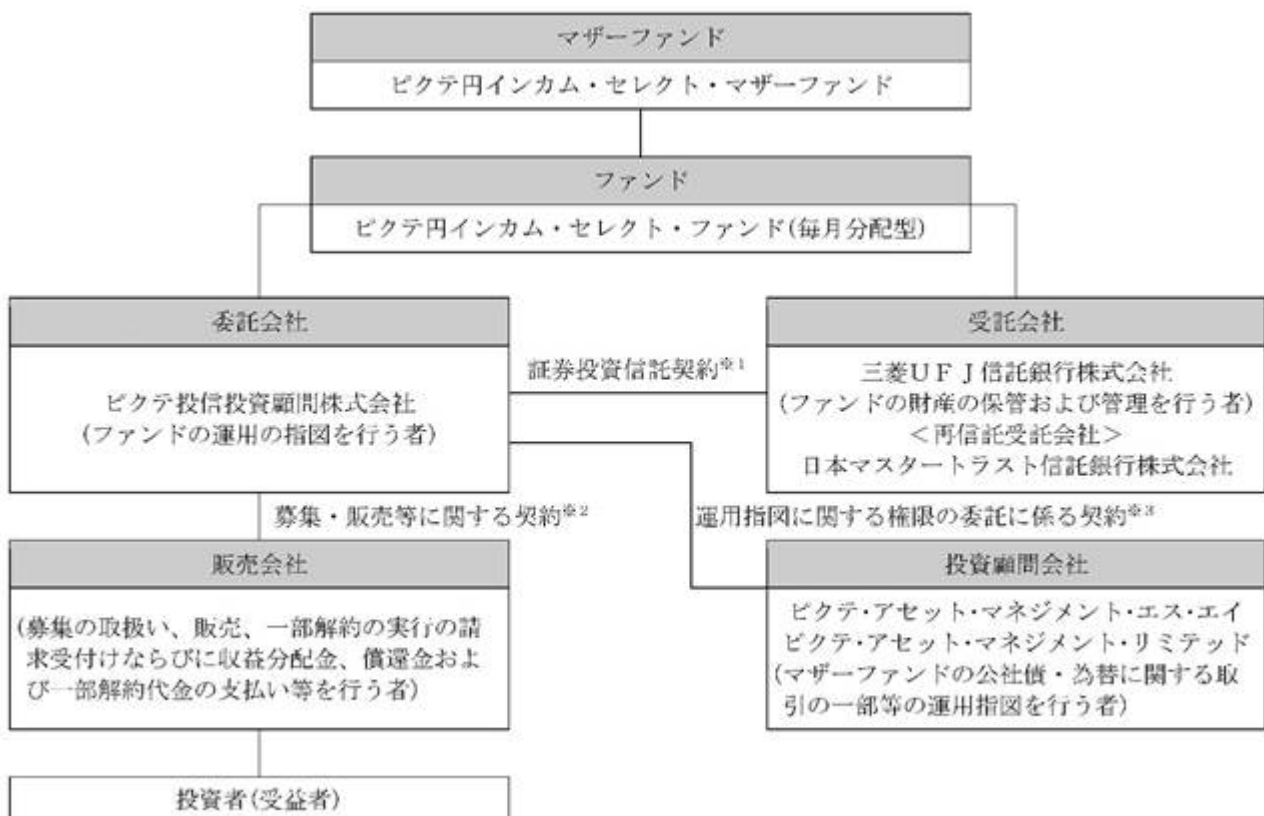 マザーファンド
ピクテ円インカム・セレクト・マザーファンド
ファンド
ピクテ円インカム・セレクト・ファンド(毎月分配型)
委託会社
ピクテ投信投資顧問株式会社
(ファンドの運用の指図を行う者)
証券投資信託契約※1
受託会社
三菱UFJ信託銀行株式会社
(ファンドの財産の保管および管理を行う者)
<再信託受託会社>
日本マスタートラスト信託銀行株式会社
募集・販売等に関する契約※2
運用指図に関する権限の委託に係る契約※3
販売会社
(募集の取扱い、販売、一部解約の実行の請
求受付けならびに収益分配金、償還金およ
び一部解約代金の支払い等を行う者)
投資顧問会社
ピクテ・アセット・マネジメント・エス・エイ
ピクテ・アセット・マネジメント・リミテッド
(マザーファンドの公社債・為替に関する取
引の一部等の運用指図を行う者)
投資者(受益者)